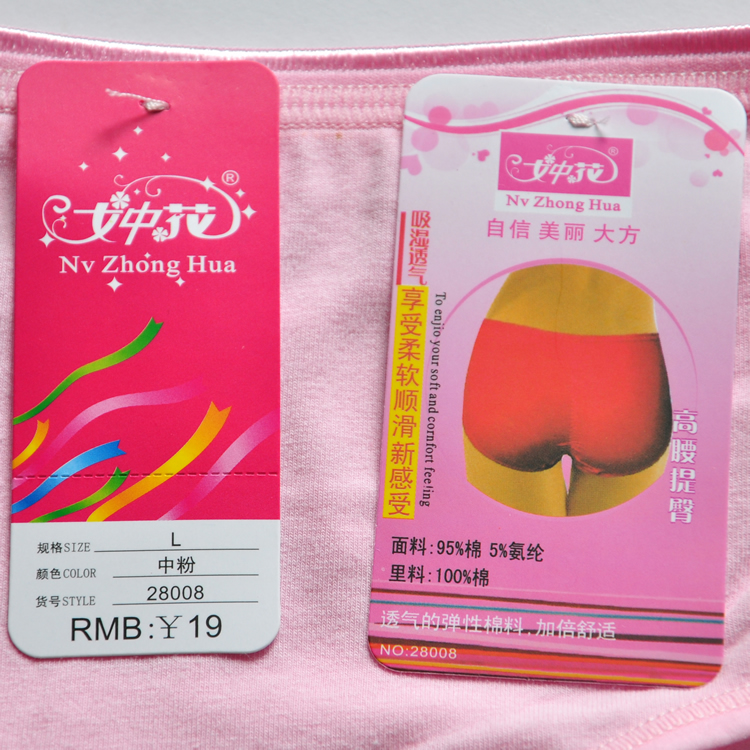 女中花®
Nv Zhong Hua
规格SIZE L
颜色COLOR 中粉
货号STYLE 28008
RMB:￥19
女中花®
Nv Zhong Hua
自信 美丽 大方
吸湿透气
享受柔软顺滑新感受
To enjio your soft and cornfort feeling
高腰提臀
面料:95%棉 5%氨纶
里料:100%棉
透气的弹性棉料,加倍舒适
NO:28008